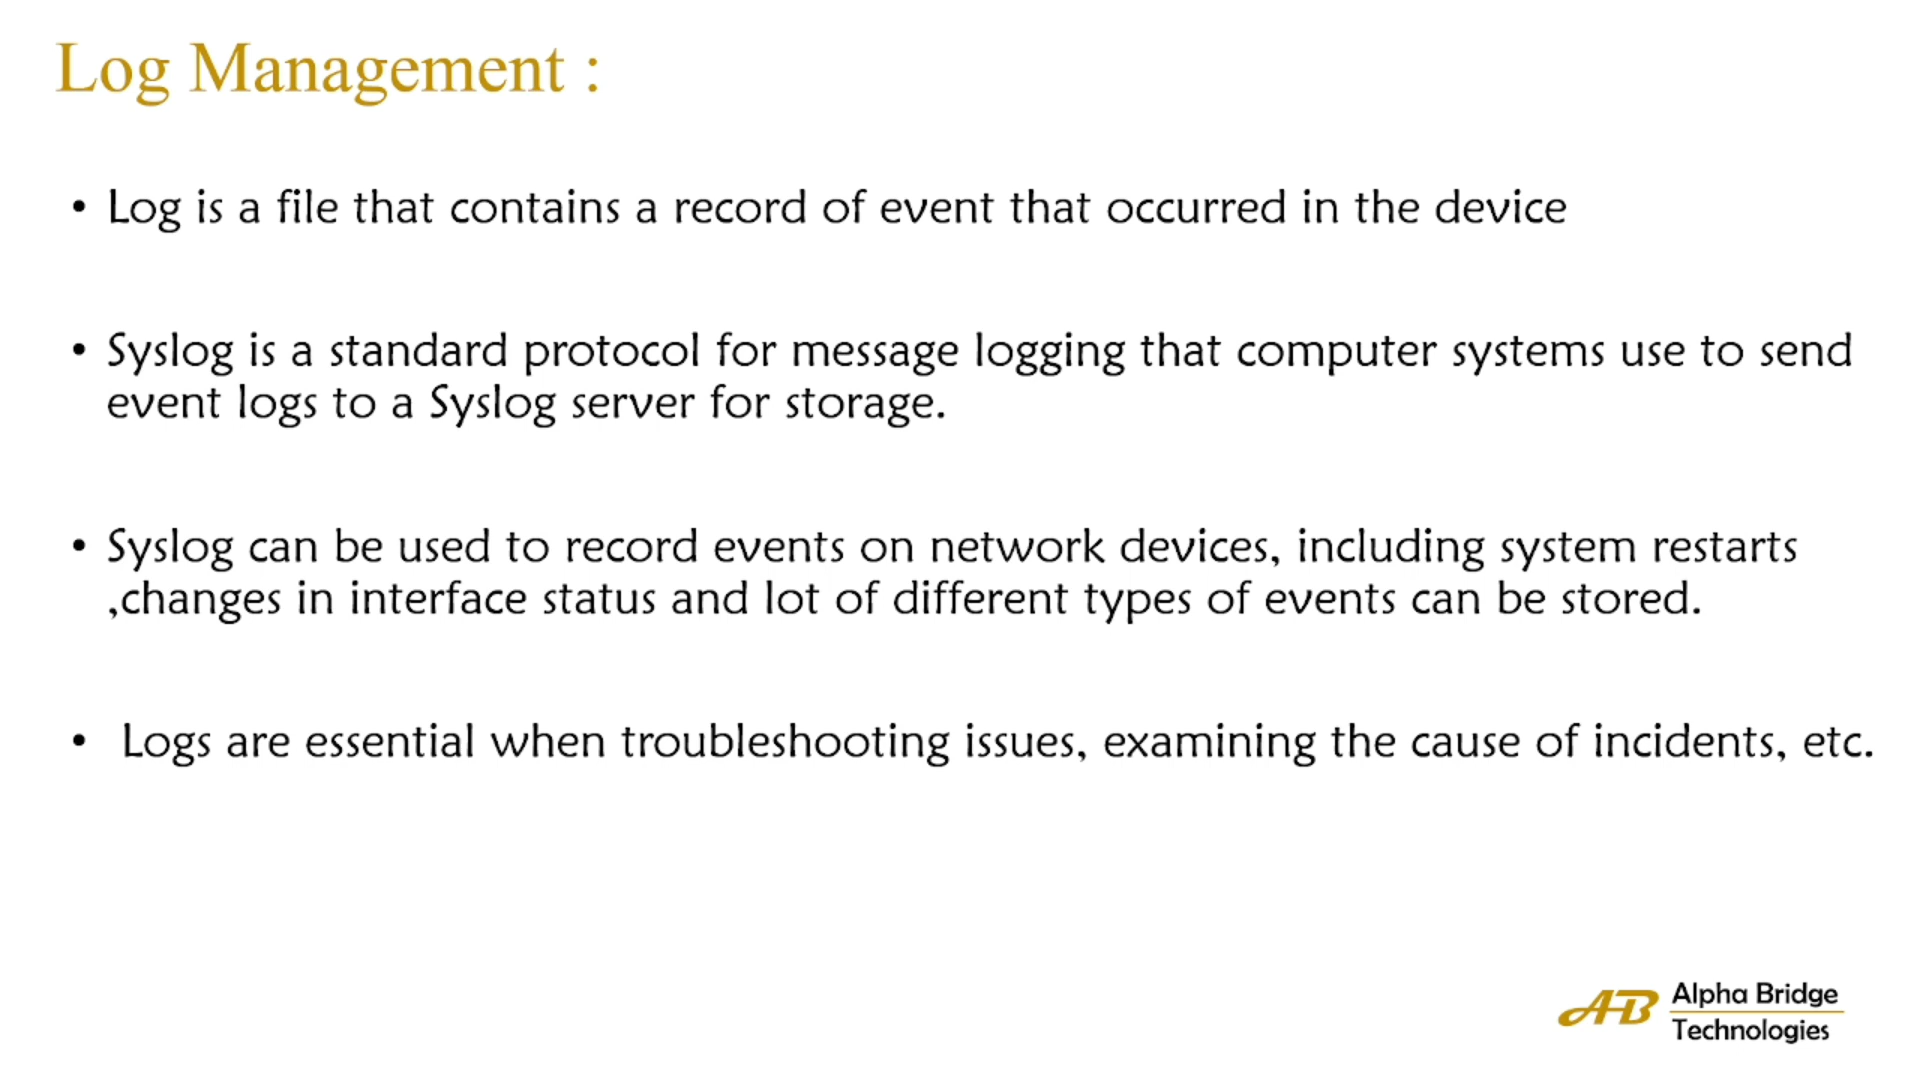 Log Management :
• Log is a file that contains a record of event that occurred in the device
• Syslog is a standard protocol for message logging that computer systems use to send
event logs to a Syslog server for storage.
• Syslog can be used to record events on network devices, including system restarts
,changes in interface status and lot of different types of events can be stored.
• Logs are essential when troubleshooting issues, examining the cause of incidents, etc.
AB Alpha Bridge
Technologies